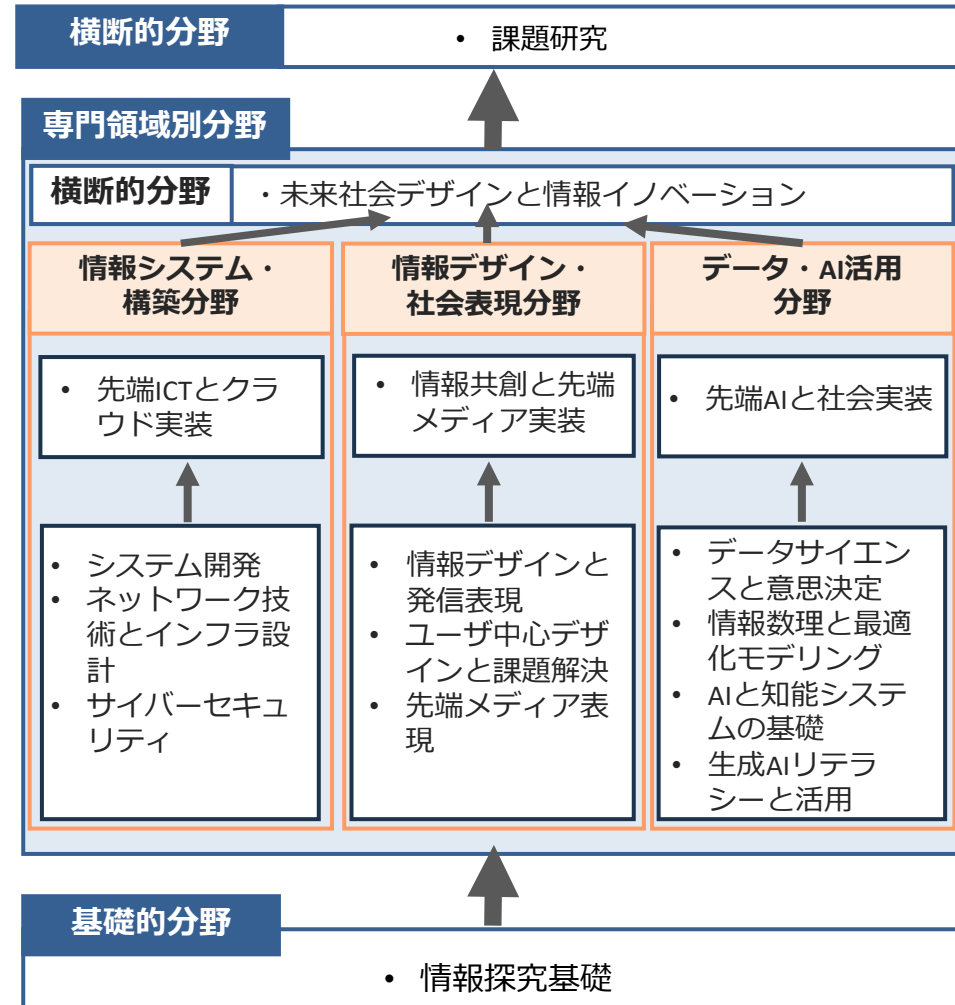 横断的分野
• 課題研究
専門領域別分野
横断的分野
・未来社会デザインと情報イノベーション
情報システム・
構築分野
• 先端ICTとクラ
ウド実装
• システム開発
• ネットワーク技
術とインフラ設
計
• サイバーセキュ
リティ
情報デザイン・
社会表現分野
• 情報共創と先端
メディア実装
• 情報デザインと
発信表現
• ユーザ中心デザ
インと課題解決
• 先端メディア表
現
データ・AI活用
分野
• 先端AIと社会実装
• データサイエン
スと意思決定
• 情報数理と最適
化モデリング
• AIと知能システ
ムの基礎
• 生成AIリテラ
シーと活用
基礎的分野
• 情報探究基礎